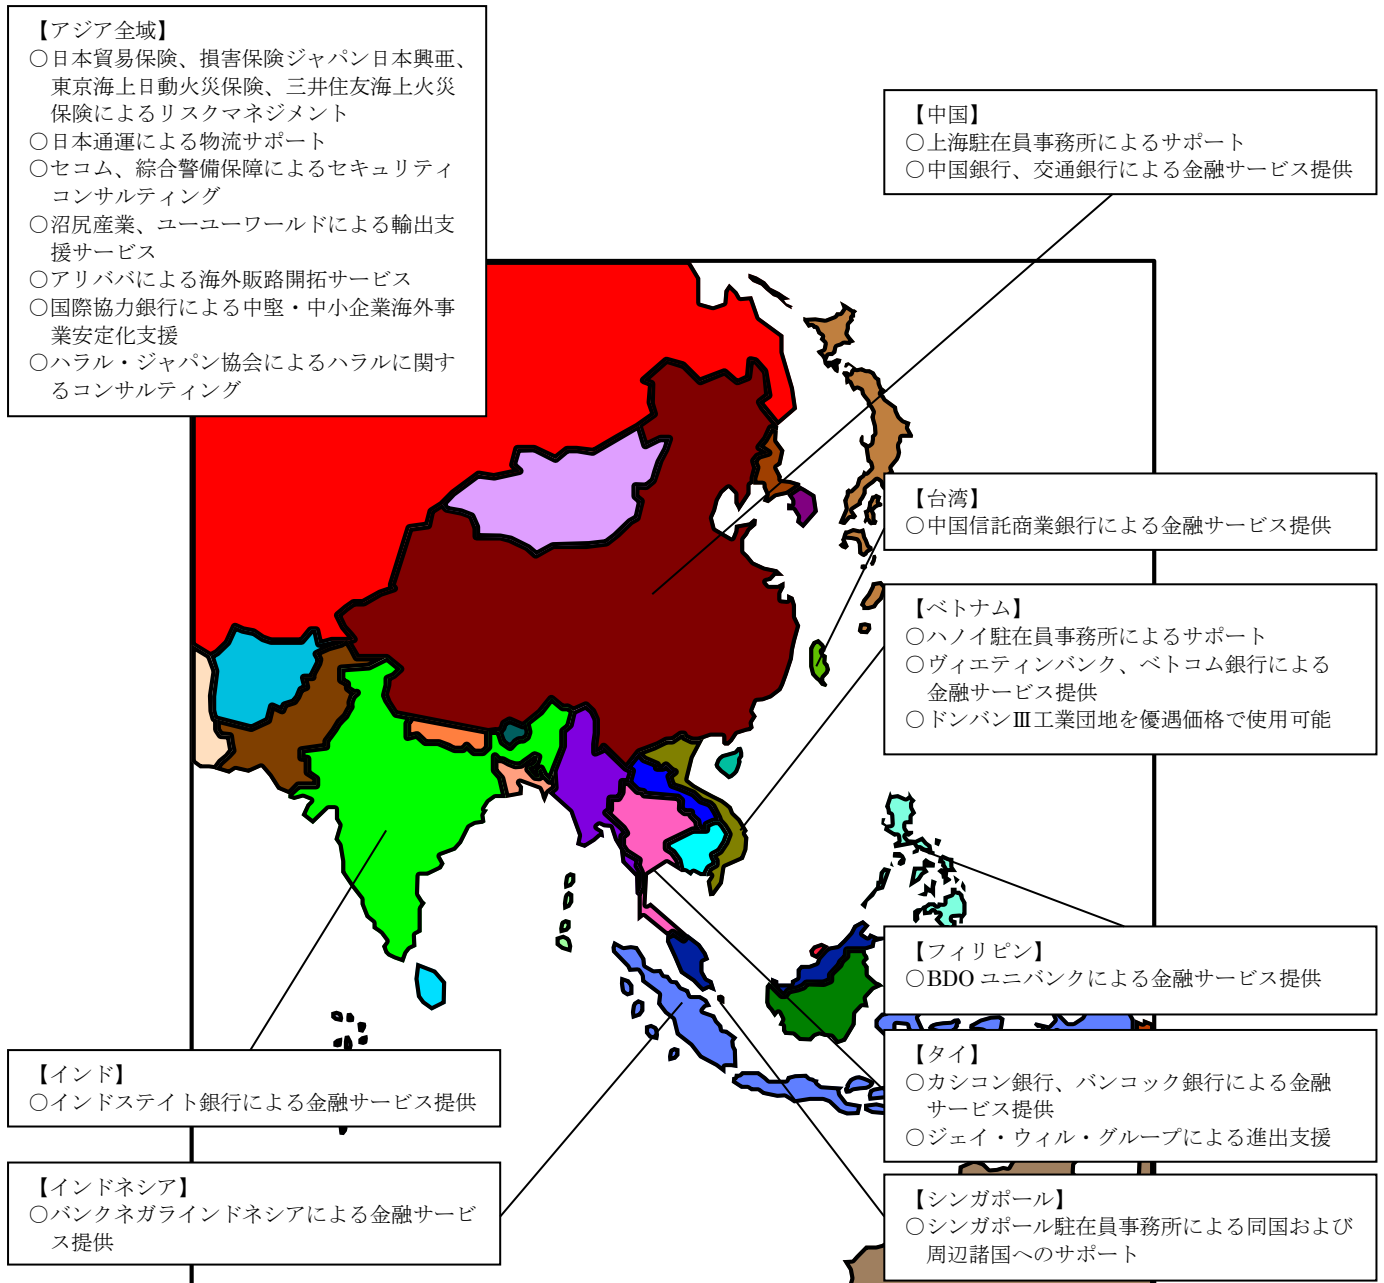 【アジア全域】
○日本貿易保険、損害保険ジャパン日本興亜、
東京海上日動火災保険、三井住友海上火災
保険によるリスクマネジメント
○日本通運による物流サポート
○セコム、綜合警備保障によるセキュリティ
コンサルティング
○沼尻産業、ユーユーワールドによる輸出支
援サービス
○アリババによる海外販路開拓サービス
○国際協力銀行による中堅・中小企業海外事
業安定化支援
○ハラル・ジャパン協会によるハラルに関す
るコンサルティング
【中国】
○上海駐在員事務所によるサポート
○中国銀行、交通銀行による金融サービス提供
【台湾】
○中国信託商業銀行による金融サービス提供
【ベトナム】
○ハノイ駐在員事務所によるサポート
○ヴィエティンバンク、ベトコム銀行による
金融サービス提供
○ドンバンⅢ工業団地を優遇価格で使用可能
【フィリピン】
○BDO ユニバンクによる金融サービス提供
【タイ】
○カシコン銀行、バンコック銀行による金融
サービス提供
○ジェイ・ウィル・グループによる進出支援
【シンガポール】
○シンガポール駐在員事務所による同国および
周辺諸国へのサポート
【インド】
○インドステイト銀行による金融サービス提供
【インドネシア】
○バンクネガラインドネシアによる金融サービ
ス提供